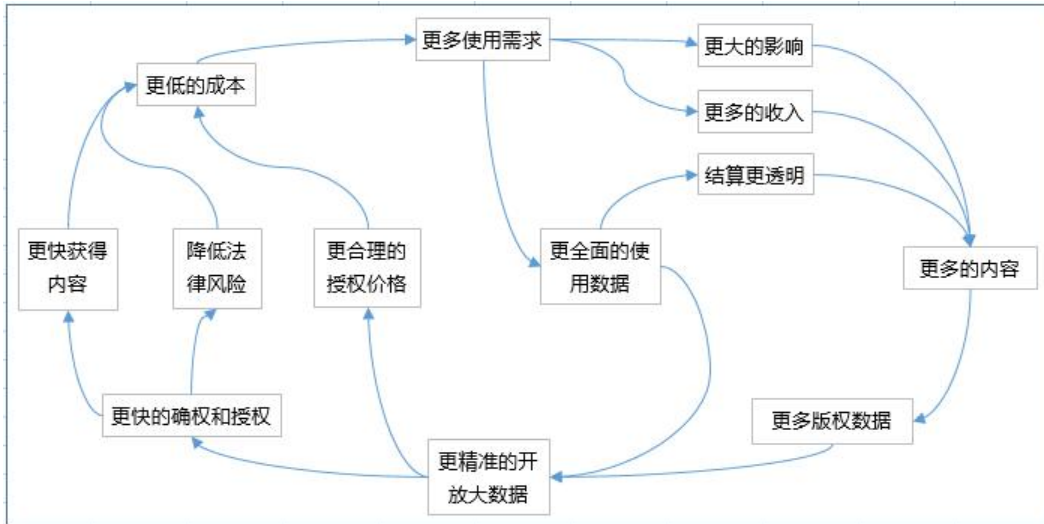 更多使用需求
更大的影响
更低的成本
更多的收入
结算更透明
更快获得
内容
降低法
律风险
更合理的
授权价格
更全面的使
用数据
更多的内容
更快的确权和授权
更多版权数据
更精准的开
放大数据